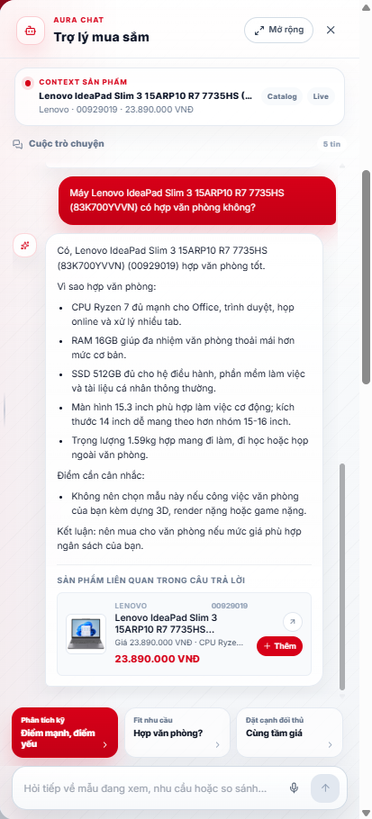 AURA CHAT
Trợ lý mua sắm
Mở rộng
CONTEXT SẢN PHẨM
Lenovo IdeaPad Slim 3 15ARP10 R7 7735HS (...
Catalog
Live
Lenovo · 00929019 · 23.890.000 VNĐ
Cuộc trò chuyện
5 tin
Máy Lenovo IdeaPad Slim 3 15ARP10 R7 7735HS
(83K700YVVN) có hợp văn phòng không?
Có, Lenovo IdeaPad Slim 3 15ARP10 R7 7735HS
(83K700YVVN) (00929019) hợp văn phòng tốt.
Vì sao hợp văn phòng:
• CPU Ryzen 7 đủ mạnh cho Office, trình duyệt, họp
online và xử lý nhiều tab.
• RAM 16GB giúp đa nhiệm văn phòng thoải mái hơn
mức cơ bản.
• SSD 512GB đủ cho hệ điều hành, phần mềm làm việc
và tài liệu cá nhân thông thường.
• Màn hình 15.3 inch phù hợp làm việc cơ động; kích
thước 14 inch dễ mang theo hơn nhóm 15-16 inch.
• Trọng lượng 1.59kg hợp mang đi làm, đi học hoặc họp
ngoài văn phòng.
Điểm cần cân nhắc:
• Không nên chọn mẫu này nếu công việc văn phòng
của bạn kèm dựng 3D, render nặng hoặc game nặng.
Kết luận: nên mua cho văn phòng nếu mức giá phù hợp
ngân sách của bạn.
SẢN PHẨM LIÊN QUAN TRONG CÂU TRẢ LỜI
LENOVO
00929019
Lenovo IdeaPad Slim 3
15ARP10 R7 7735HS...
Giá 23.890.000 VNĐ · CPU Ryze...
23.890.000 VNĐ
+ Thêm
Phân tích kỹ
Điểm mạnh, điểm
yếu
Fit nhu cầu
Hợp văn phòng?
Đặt cạnh đối thủ
Cùng tầm giá
Hỏi tiếp về mẫu đang xem, nhu cầu hoặc so sánh...